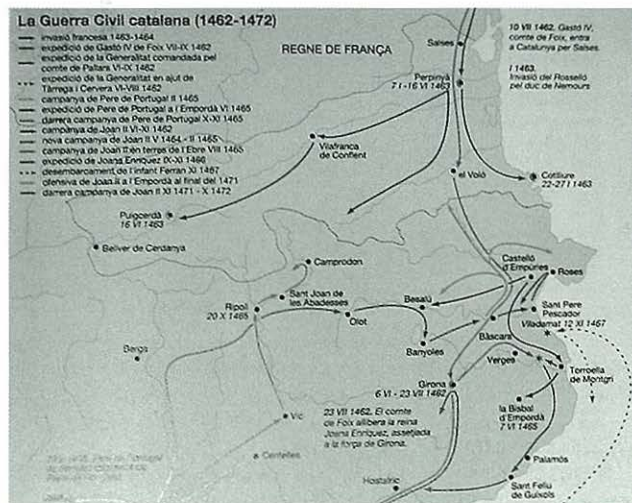 La Guerra Civil catalana (1462-1472)
invasió francesa 1463-1464
expedició de Gastó IV de Foix VII-IX 1462
expedició de la Generalitat comandada pel
comte de Pallars VI-IX 1462
expedició de la Generalitat en ajut de
Tàrrega i Cervera VI-VIII 1462
campanya de Pere de Portugal II 1465
expedició de Pere de Portugal a l'Empordà VI 1465
darrera campanya de Pere de Portugal X-XI 1465
campanya de Joan II VI-XI 1462
nova campanya de Joan II V 1464 - II 1465
campanya de Joan II en terres de l'Ebre VIII 1465
expedició de Joana Enríquez IX-XI 1466
desembarcament de l'infant Ferran XI 1467
ofensiva de Joan II a l'Empordà al final del 1471
darrera campanya de Joan II XI 1471 - X 1472
REGNE DE FRANÇA
10 VII 1462. Gastó IV,
comte de Foix, entra
a Catalunya per Salses.
I 1463.
Invasió del Rosselló
pel duc de Nemours
Salses
Perpinyà
7 I - 16 VI 1463
Vilafranca
de Conflent
el Voló
Cotlliure
22-27 I 1463
Puigcerdà
16 VI 1463
Bellver de Cerdanya
Camprodon
Sant Joan de
les Abadesses
Ripoll
20 X 1465
Olot
Besalú
Banyoles
Castelló
d'Empúries
Roses
Sant Pere
Pescador
Viladamat 12 XI 1467
Bàscara
Verges
Torroella
de Montgrí
Berga
Girona
6 VI - 23 VII 1462
la Bisbal
d'Empordà
7 VI 1465
23 VII 1462. El comte
de Foix allibera la reina
Joana Enríquez, assetjada
a la força de Girona.
Vic
Centelles
Palamós
Hostalric
Sant Feliu
de Guíxols